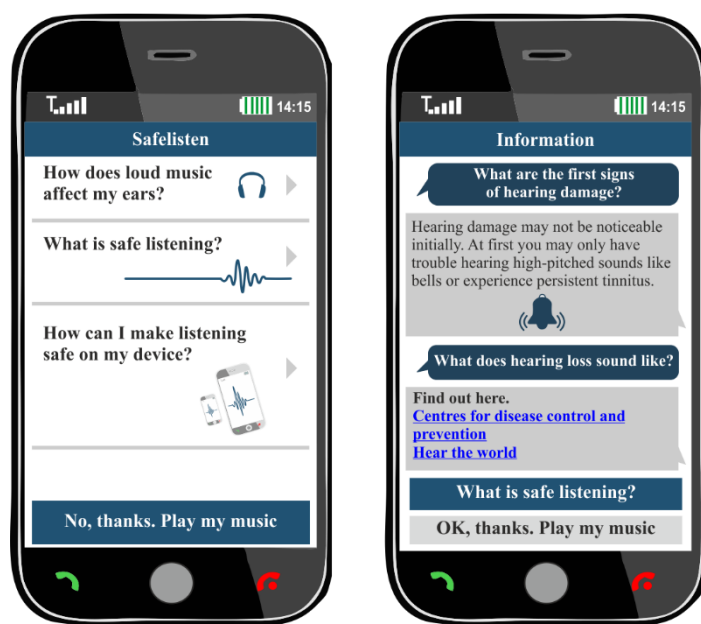 14:15
Safelisten
How does loud music
affect my ears?
What is safe listening?
How can I make listening
safe on my device?
No, thanks. Play my music
14:15
Information
What are the first signs
of hearing damage?
Hearing damage may not be noticeable
initially. At first you may only have
trouble hearing high-pitched sounds like
bells or experience persistent tinnitus.
What does hearing loss sound like?
Find out here.
Centres for disease control and
prevention
Hear the world
What is safe listening?
OK, thanks. Play my music